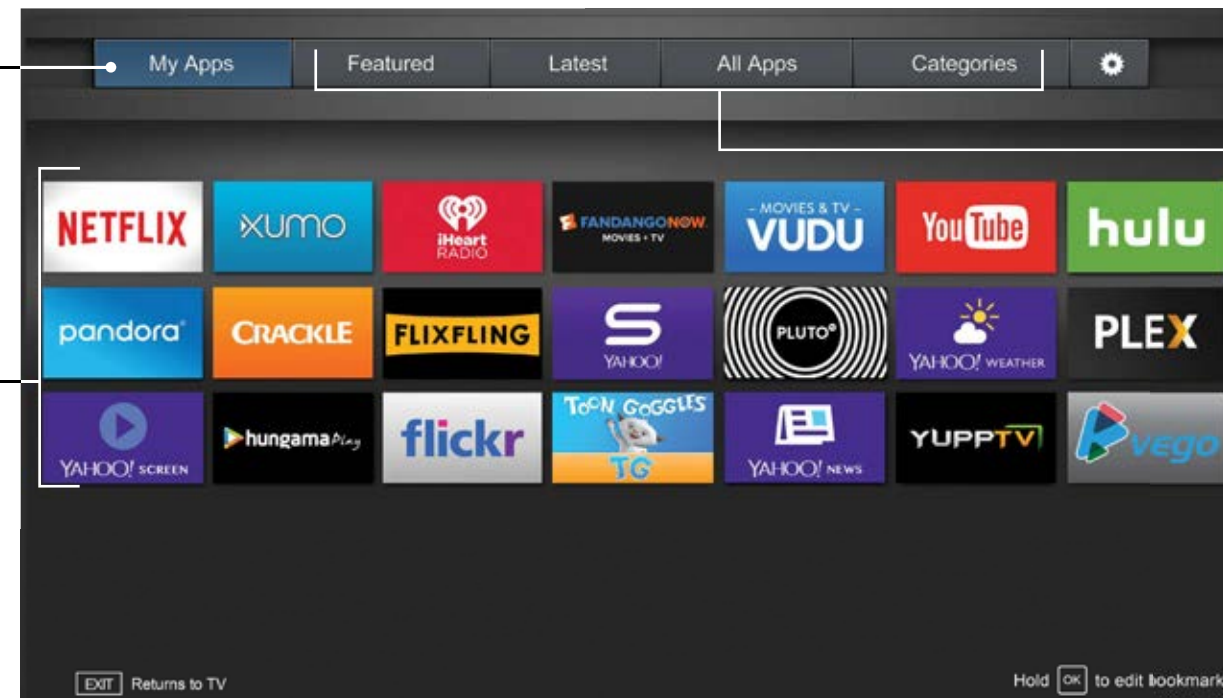 My Apps Featured Latest All Apps Categories
NETFLIX
XUMO
iHeart
RADIO
FANDANGONOW
MOVIES + TV
- MOVIES & TV -
VUDU
YouTube
hulu
pandora®
CRACKLE
FLIXFLING
S
YAHOO!
PLUTO
YAHOO! WEATHER
PLEX
YAHOO! SCREEN
hungama Play
flickr
TOON GOGGLES
TG
YAHOO! NEWS
YUPPTV
vego
EXIT Returns to TV
Hold OK to edit bookmark